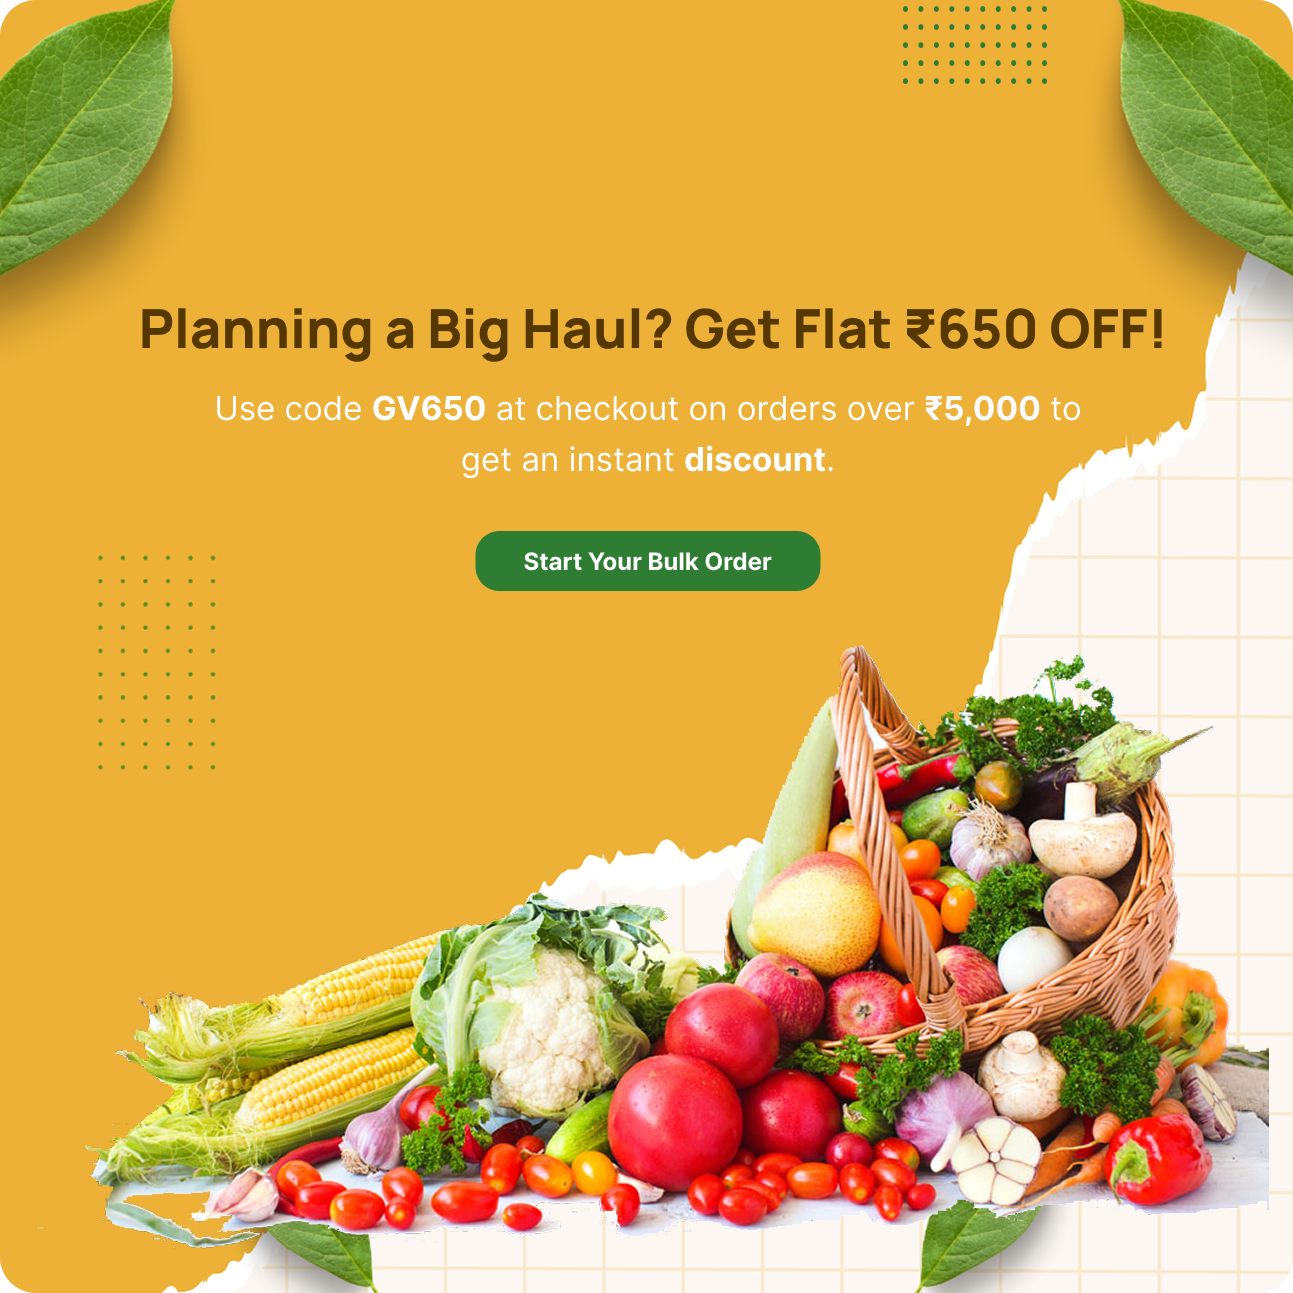 Planning a Big Haul? Get Flat ₹650 OFF!
Use code GV650 at checkout on orders over ₹5,000 to
get an instant discount.
Start Your Bulk Order